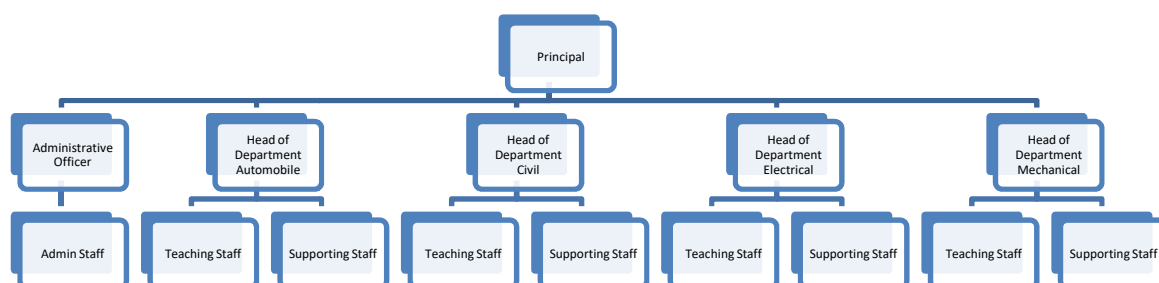 Principal
Administrative
Officer
Head of
Department
Automobile
Head of
Department
Civil
Head of
Department
Electrical
Head of
Department
Mechanical
Admin Staff
Teaching Staff
Supporting Staff
Teaching Staff
Supporting Staff
Teaching Staff
Supporting Staff
Teaching Staff
Supporting Staff